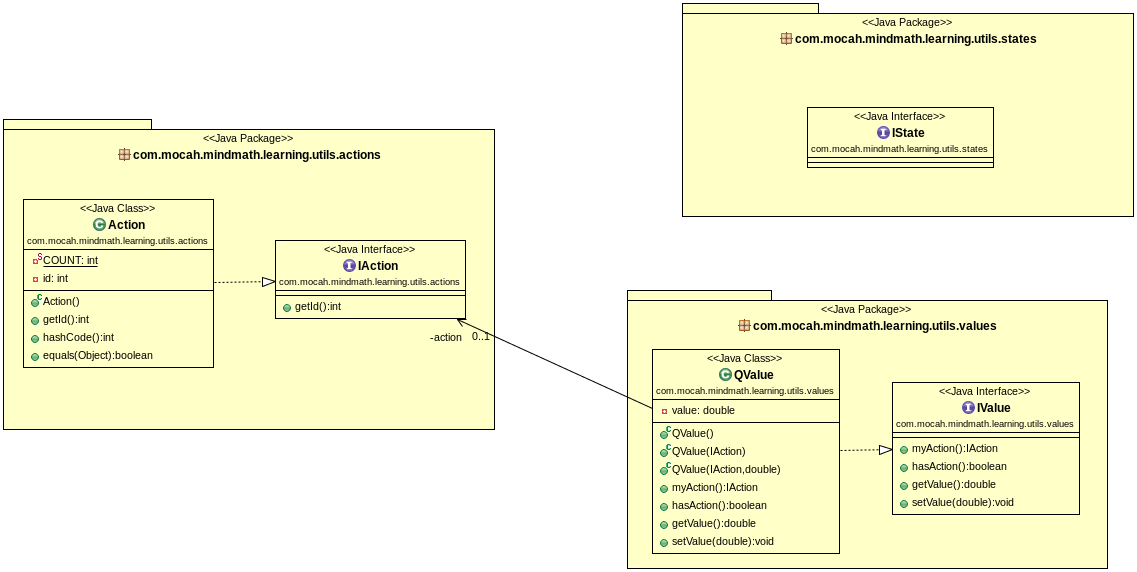 <<Java Package>>
com.mocah.mindmath.learning.utils.states
<<Java Interface>>
IState
com.mocah.mindmath.learning.utils.states
<<Java Package>>
com.mocah.mindmath.learning.utils.actions
<<Java Class>>
Action
com.mocah.mindmath.learning.utils.actions
COUNT: int
id: int
Action()
getId():int
hashCode():int
equals(Object):boolean
<<Java Interface>>
IAction
com.mocah.mindmath.learning.utils.actions
getId():int
-action 0..1
<<Java Package>>
com.mocah.mindmath.learning.utils.values
<<Java Class>>
QValue
com.mocah.mindmath.learning.utils.values
value: double
QValue()
QValue(IAction)
QValue(IAction,double)
myAction():IAction
hasAction():boolean
getValue():double
setValue(double):void
<<Java Interface>>
IValue
com.mocah.mindmath.learning.utils.values
myAction():IAction
hasAction():boolean
getValue():double
setValue(double):void